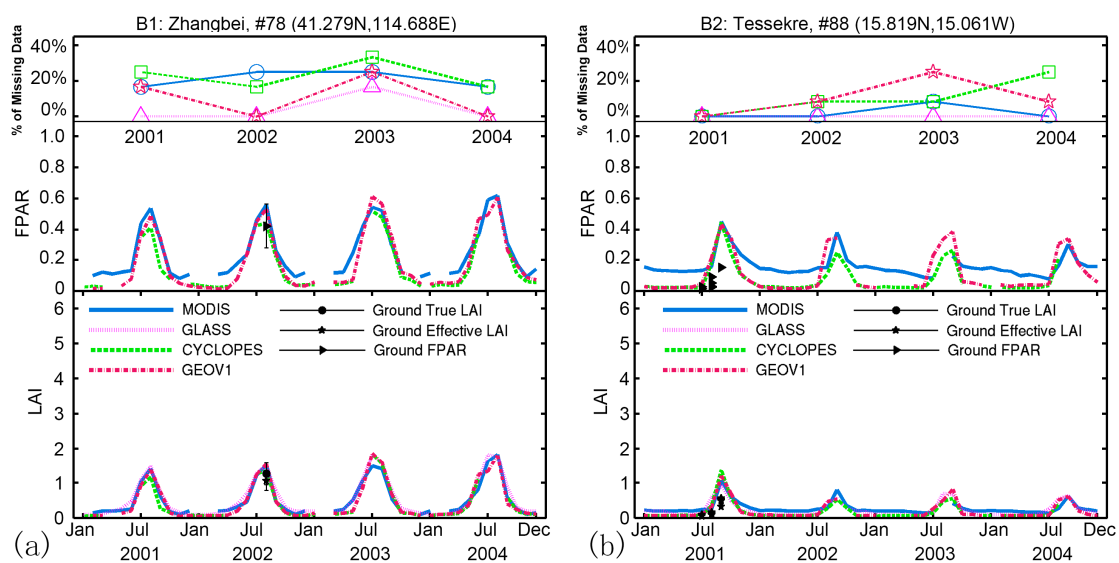 B1: Zhangbei, #78 (41.279N,114.688E)
% of Missing Data
40%
20%
0%
2001 2002 2003 2004
FPAR
1.0
0.8
0.6
0.4
0.2
0
LAI
6
5
4
3
2
1
0
MODIS
GLASS
CYCLOPES
GEOV1
Ground True LAI
Ground Effective LAI
Ground FPAR
Jan Jul Jan Jul Jan Jul Jan Jul Dec
2001 2002 2003 2004
(a)
B2: Tessekre, #88 (15.819N,15.061W)
% of Missing Data
40%
20%
0%
2001 2002 2003 2004
FPAR
1.0
0.8
0.6
0.4
0.2
0
LAI
6
5
4
3
2
1
0
MODIS
GLASS
CYCLOPES
GEOV1
Ground True LAI
Ground Effective LAI
Ground FPAR
Jan Jul Jan Jul Jan Jul Jan Jul Dec
2001 2002 2003 2004
(b)